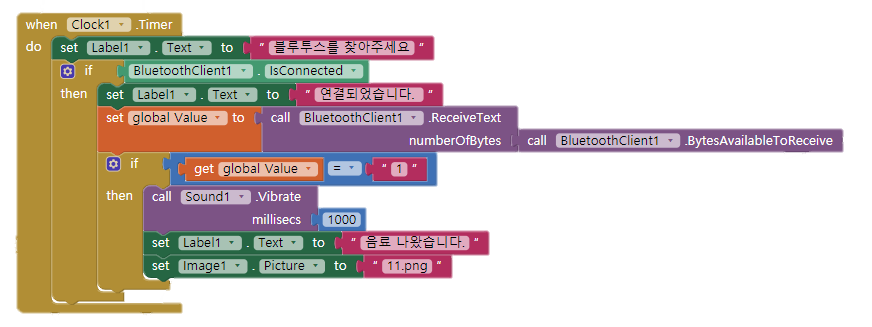 when Clock1 .Timer
do set Label1 . Text to " 블루투스를 찾아주세요 "
if BluetoothClient1 . IsConnected
then set Label1 . Text to " 연결되었습니다. "
set global Value to call BluetoothClient1 .ReceiveText
numberOfBytes call BluetoothClient1 .BytesAvailableToReceive
if get global Value = " 1 "
then call Sound1 .Vibrate
millisecs 1000
set Label1 . Text to " 음료 나왔습니다. "
set Image1 . Picture to " 11.png "